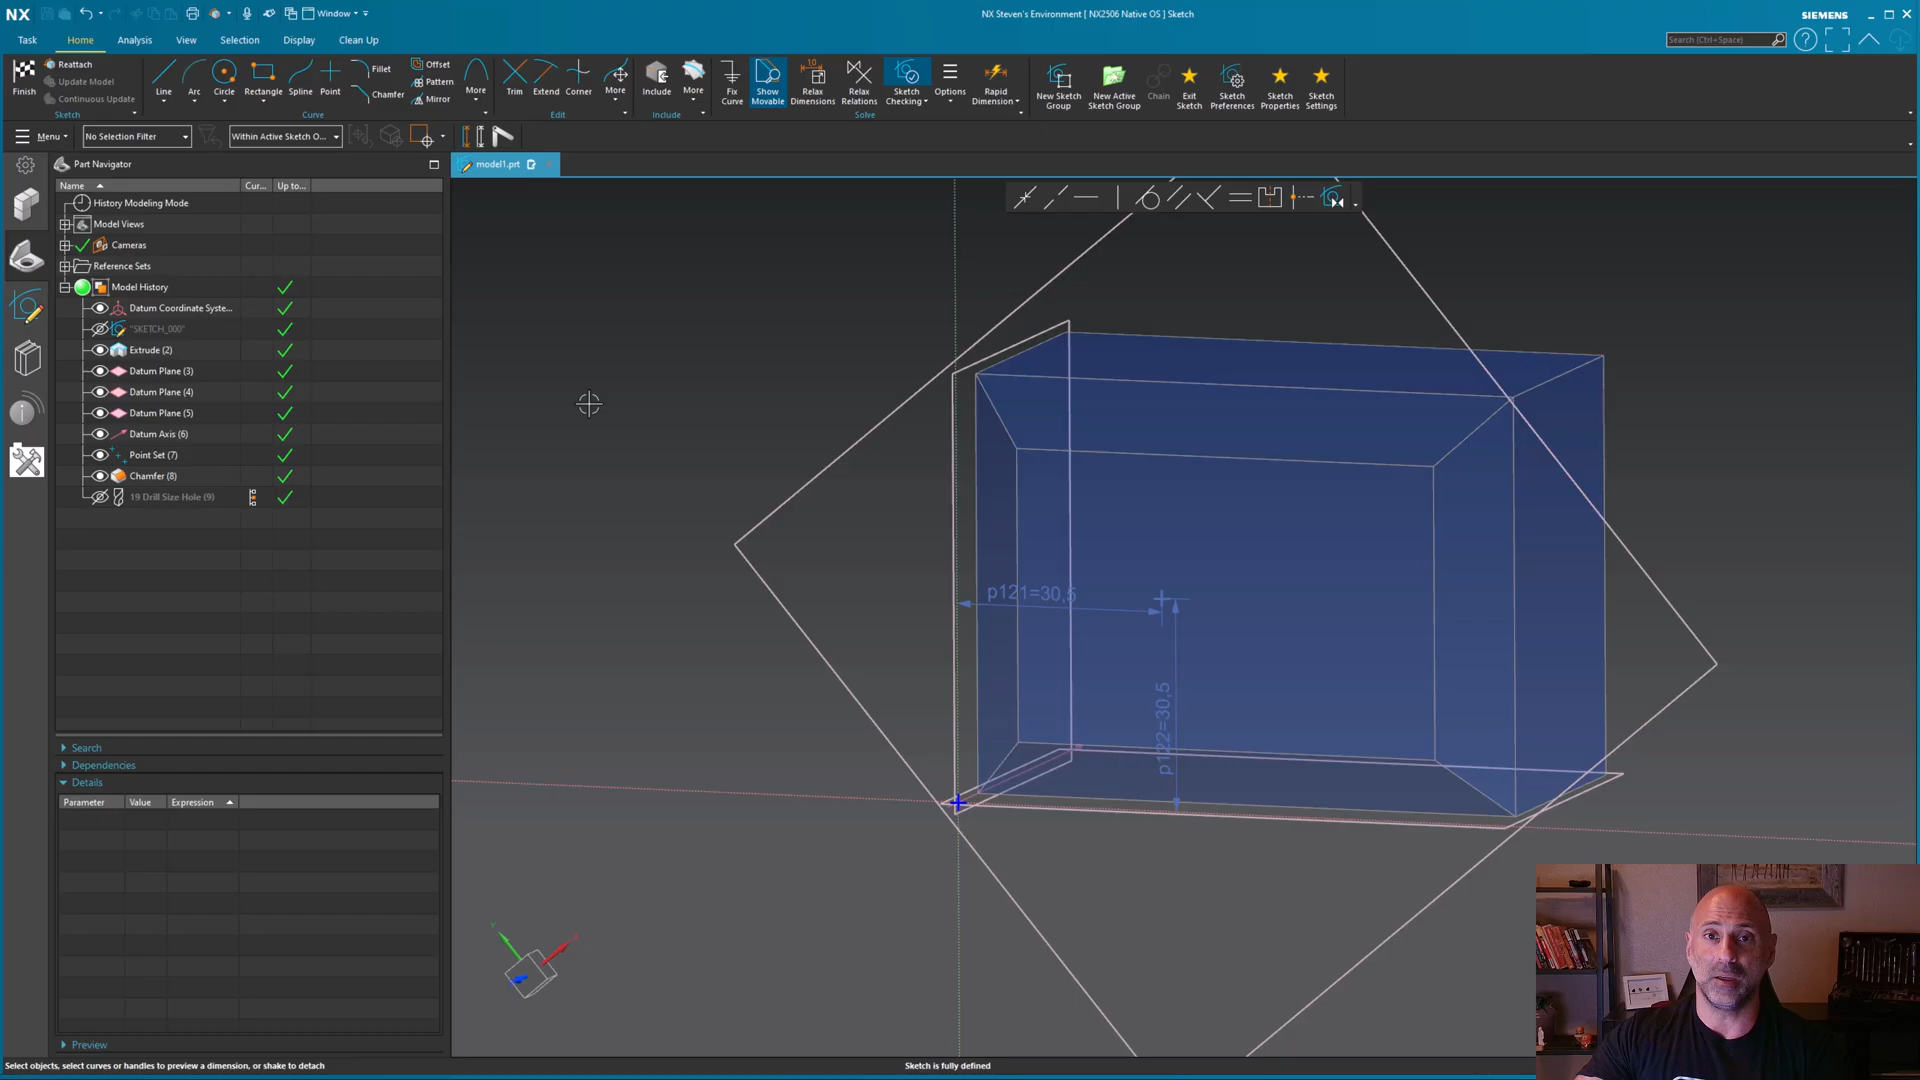 NX
Window
NX Steven's Environment [ NX2506 Native OS ] Sketch
SIEMENS
Task
Home
Analysis
View
Selection
Display
Clean Up
Search (Ctrl+Space)
Finish
Reattach
Update Model
Continuous Update
Sketch
Line
Arc
Circle
Rectangle
Spline
Point
Fillet
Chamfer
Offset
Pattern
Mirror
More
Curve
Trim
Extend
Corner
More
Edit
Include
More
Include
Fix Curve
Show Movable
Relax Dimensions
Relax Relations
Sketch Checking
Options
Rapid Dimension
Solve
New Sketch Group
New Active Sketch Group
Chain
Exit Sketch
Sketch Preferences
Sketch Properties
Sketch Settings
Menu
No Selection Filter
Within Active Sketch O...
Part Navigator
model1.prt
Name
Cur...
Up to...
History Modeling Mode
Model Views
Cameras
Reference Sets
Model History
Datum Coordinate Syste...
"SKETCH_000"
Extrude (2)
Datum Plane (3)
Datum Plane (4)
Datum Plane (5)
Datum Axis (6)
Point Set (7)
Chamfer (8)
19 Drill Size Hole (9)
p121=30,5
p122=30,5
Search
Dependencies
Details
Parameter
Value
Expression
Preview
Select objects, select curves or handles to preview a dimension, or shake to detach
Sketch is fully defined